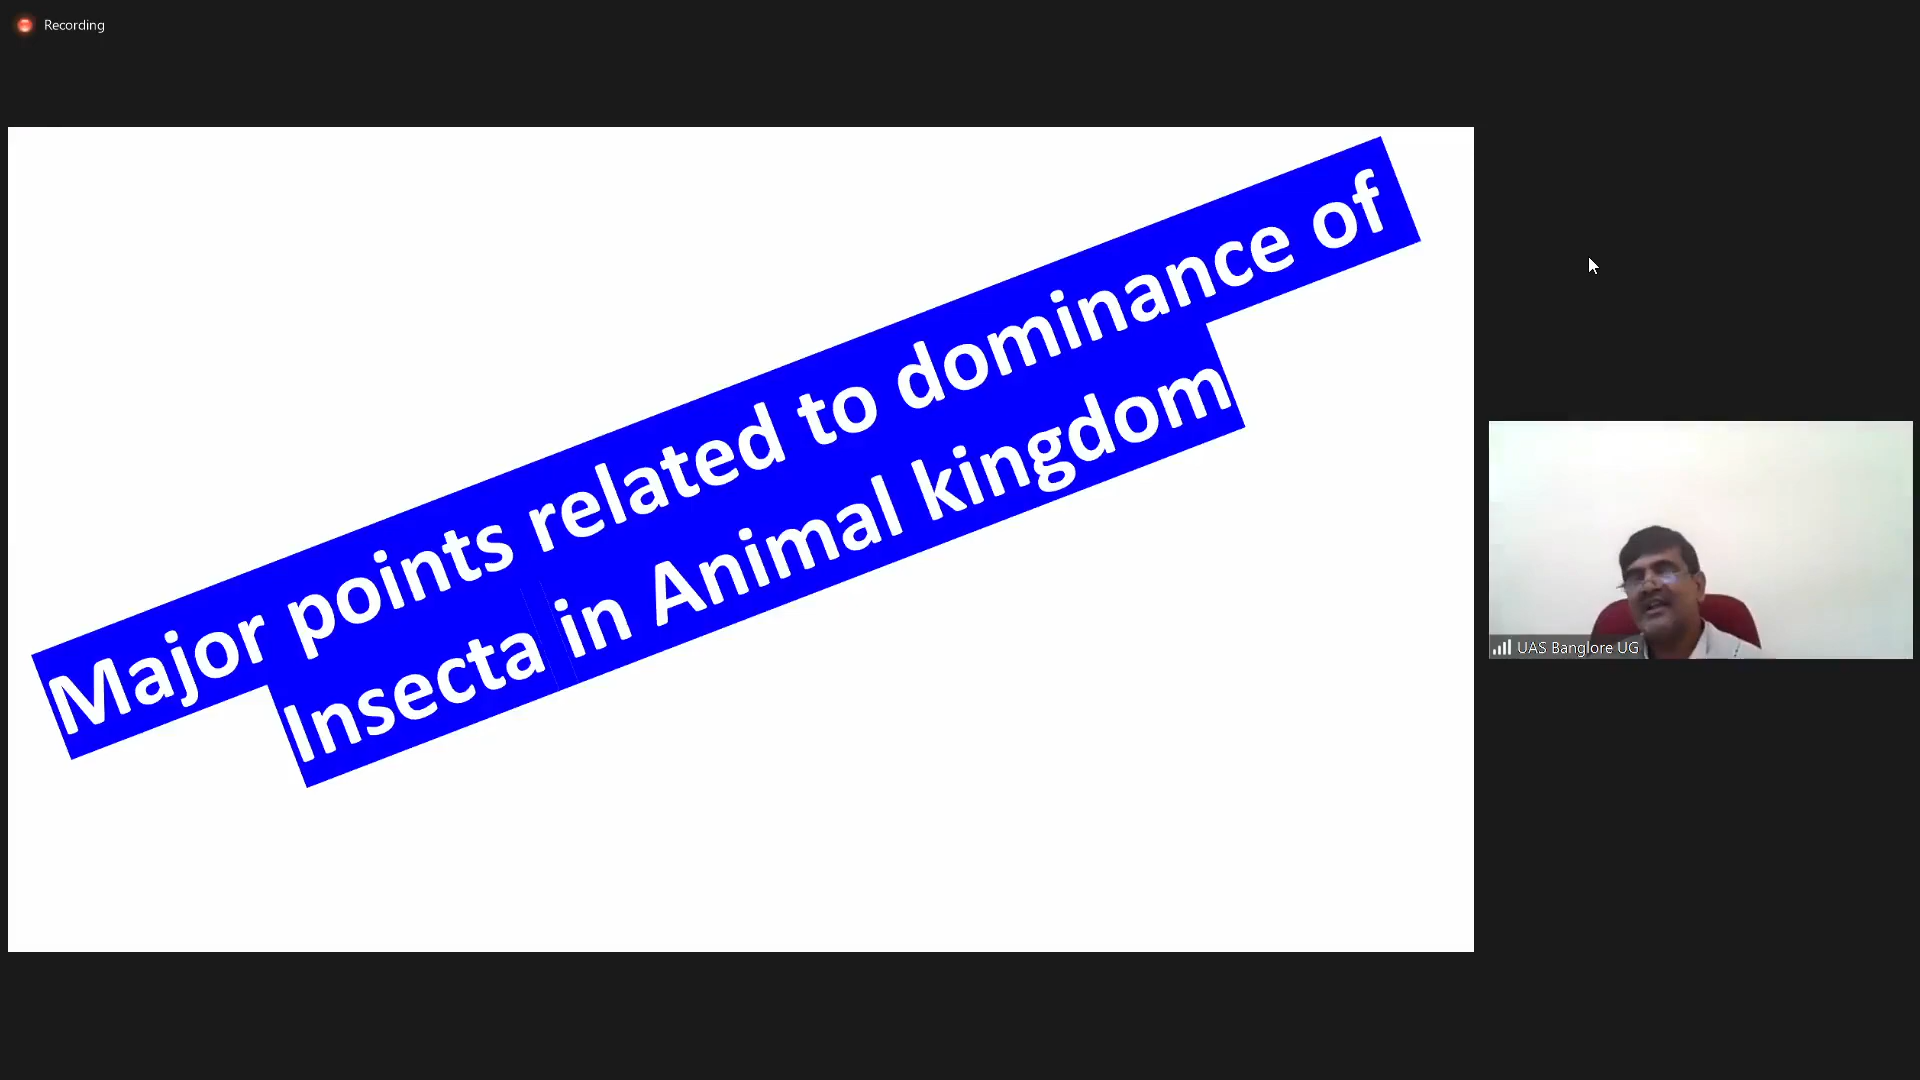 Recording
Major points related to dominance of
Insecta in Animal kingdom
UAS Banglore UG